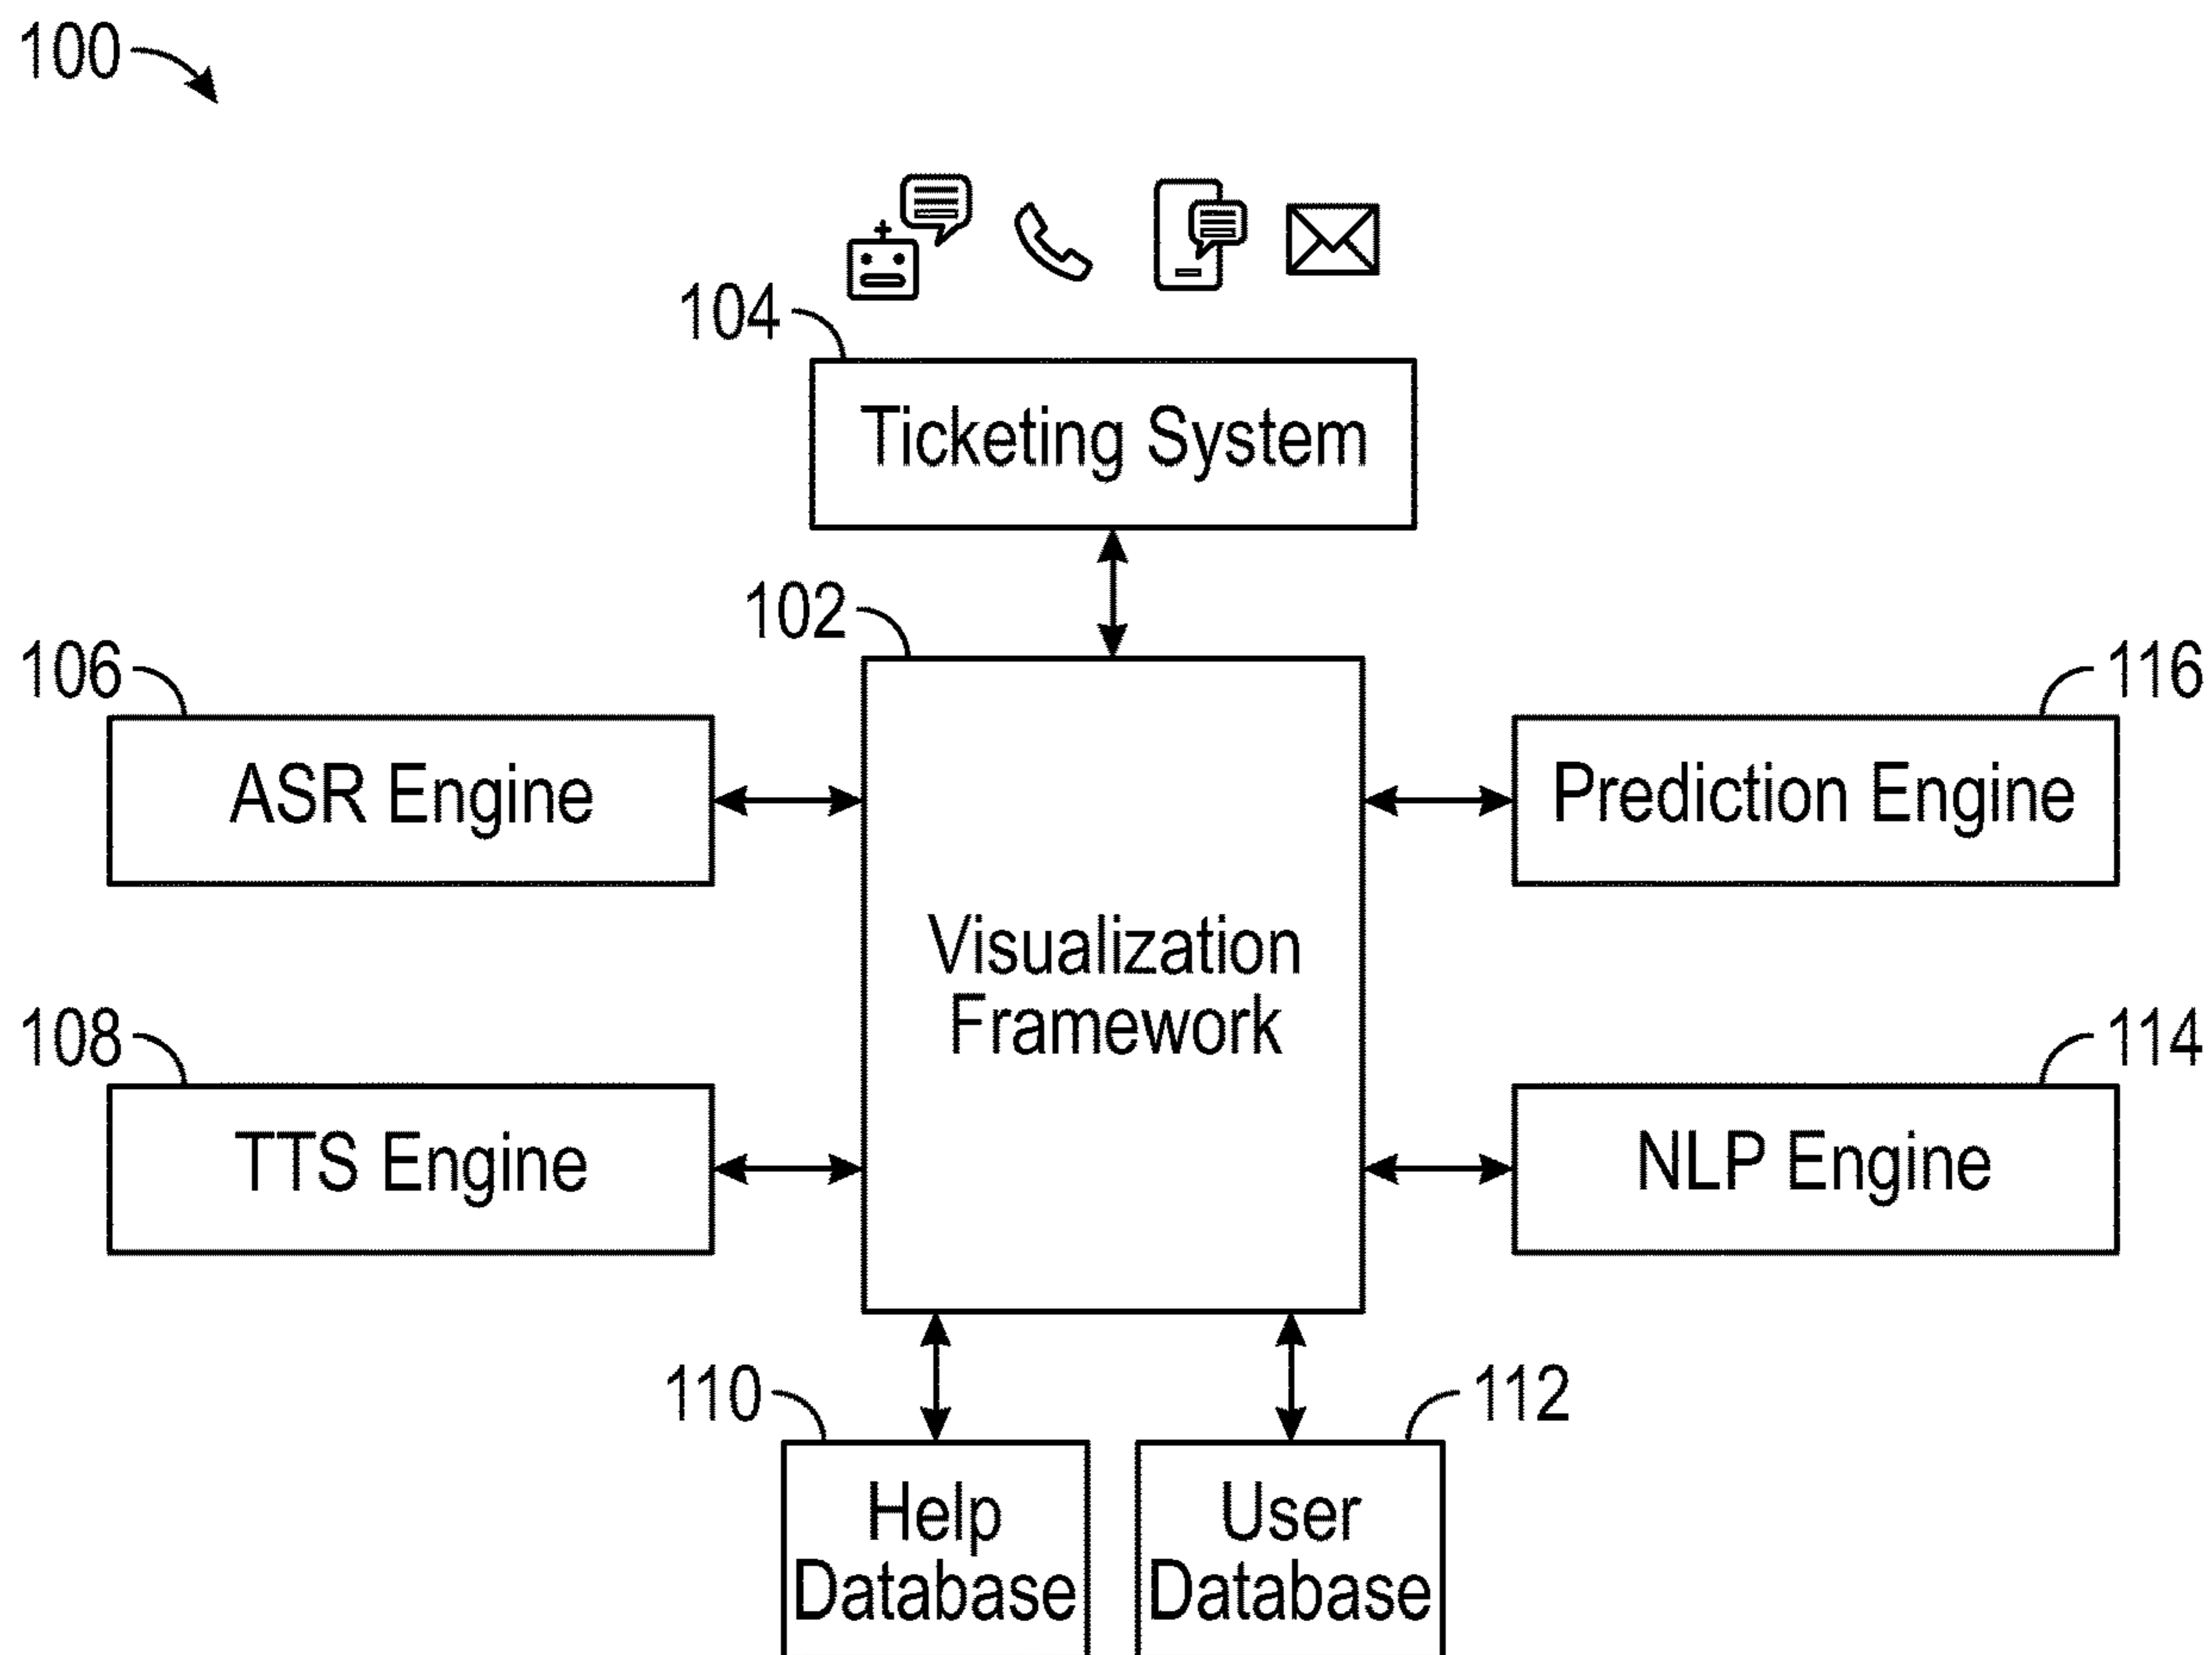 100
104
Ticketing System
102
106
116
ASR Engine
Prediction Engine
Visualization
Framework
108
114
TTS Engine
NLP Engine
110
112
Help
Database
User
Database